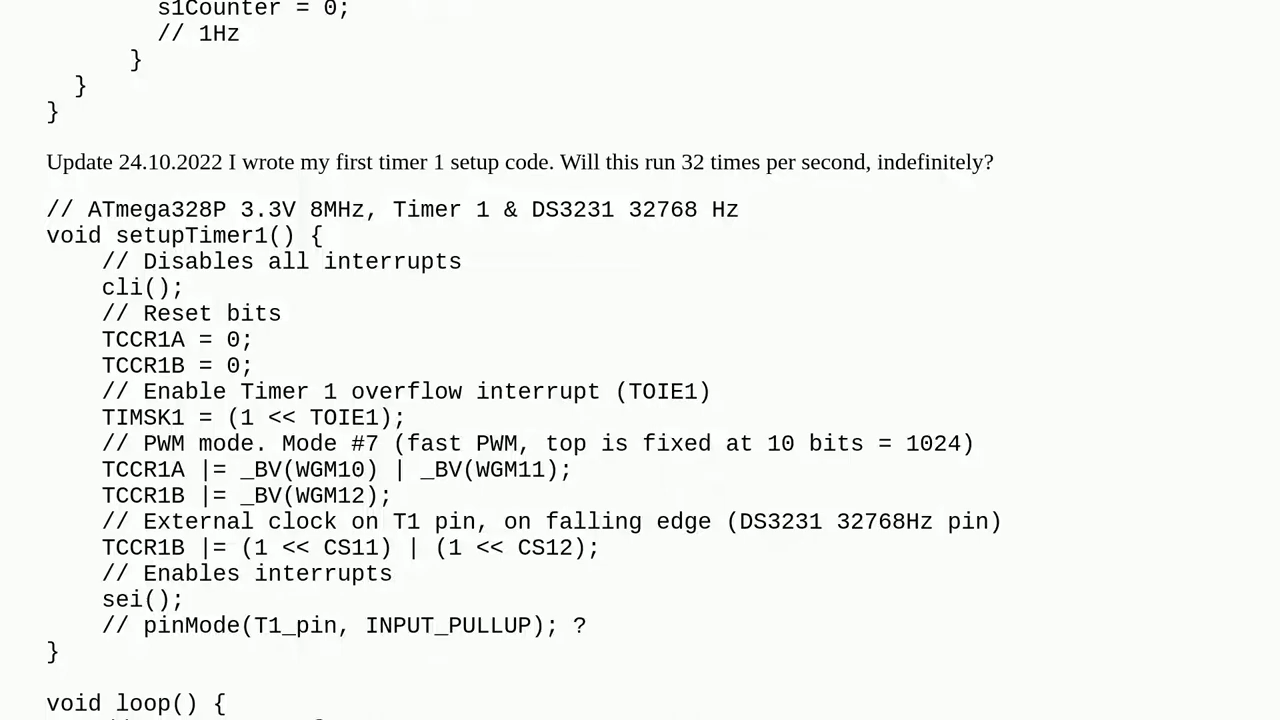 s1Counter = 0;
// 1Hz
}
}
}
Update 24.10.2022 I wrote my first timer 1 setup code. Will this run 32 times per second, indefinitely?
// ATmega328P 3.3V 8MHz, Timer 1 & DS3231 32768 Hz
void setupTimer1() {
// Disables all interrupts
cli();
// Reset bits
TCCR1A = 0;
TCCR1B = 0;
// Enable Timer 1 overflow interrupt (TOIE1)
TIMSK1 = (1 << TOIE1);
// PWM mode. Mode #7 (fast PWM, top is fixed at 10 bits = 1024)
TCCR1A |= _BV(WGM10) | _BV(WGM11);
TCCR1B |= _BV(WGM12);
// External clock on T1 pin, on falling edge (DS3231 32768Hz pin)
TCCR1B |= (1 << CS11) | (1 << CS12);
// Enables interrupts
sei();
// pinMode(T1_pin, INPUT_PULLUP); ?
}
void loop() {